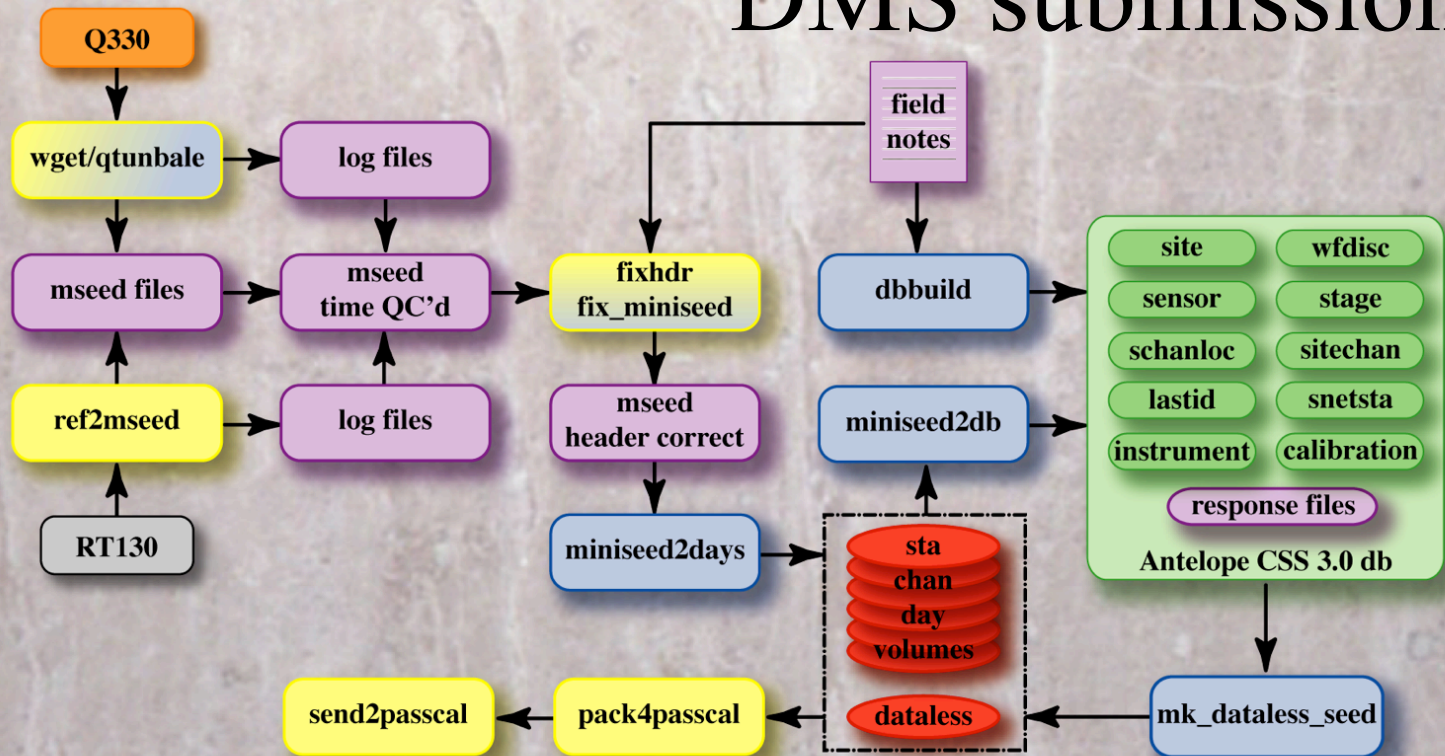 DMS submission
Q330
field
notes
wget/qtunbale
log files
mseed files
mseed
time QC’d
fixhdr
fix_miniseed
dbbuild
site
wfdisc
sensor
stage
schanloc
sitechan
lastid
snetsta
instrument
calibration
response files
Antelope CSS 3.0 db
ref2mseed
log files
mseed
header correct
miniseed2db
RT130
miniseed2days
sta
chan
day
volumes
dataless
send2passcal
pack4passcal
mk_dataless_seed